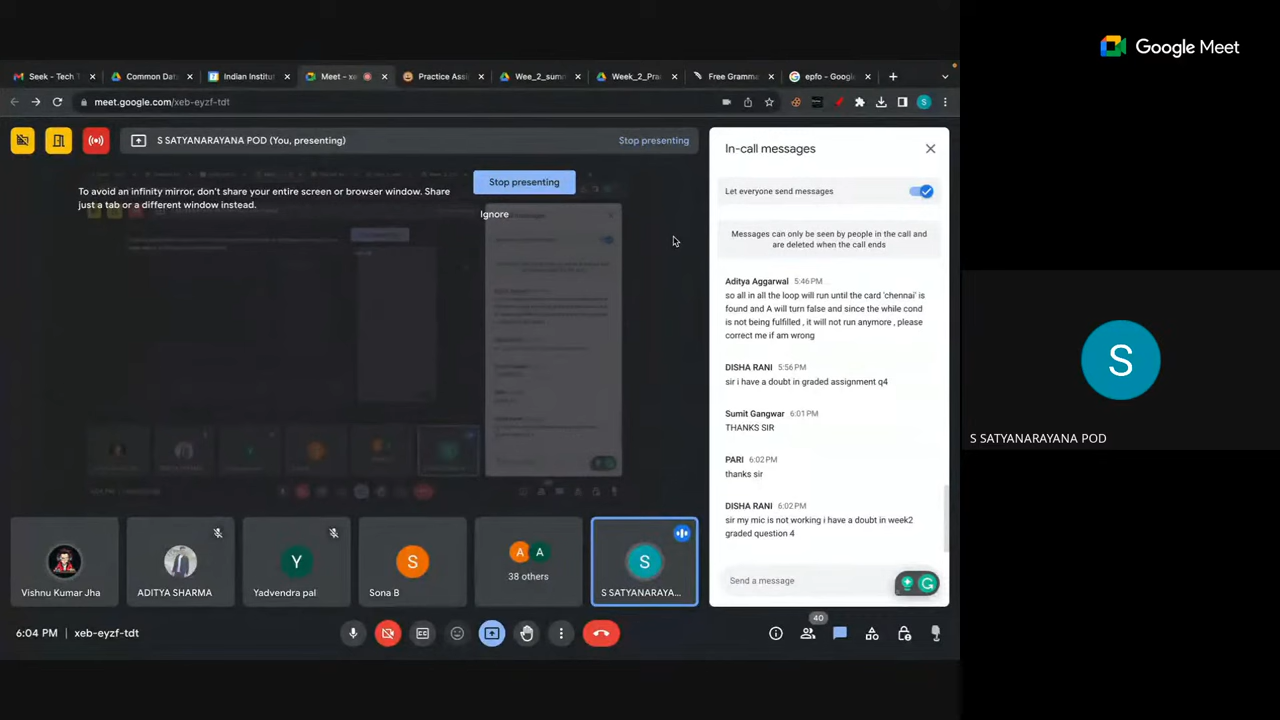 Google Meet
Seek - Tech T
Common Data
Indian Institu
Meet - xe
Practice Assi
Wee_2_sum
Week_2_Pra
Free Gramma
epfo - Google
meet.google.com/xeb-eyzf-tdt
S SATYANARAYANA POD (You, presenting)
Stop presenting
To avoid an infinity mirror, don't share your entire screen or browser window. Share
just a tab or a different window instead.
Stop presenting
Ignore
In-call messages
Let everyone send messages
Messages can only be seen by people in the call and
are deleted when the call ends
Aditya Aggarwal 5:46 PM
so all in all the loop will run until the card 'chennai' is
found and A will turn false and since the while cond
is not being fulfilled , it will not run anymore , please
correct me if am wrong
DISHA RANI 5:56 PM
sir i have a doubt in graded assignment q4
Sumit Gangwar 6:01 PM
THANKS SIR
PARI 6:02 PM
thanks sir
DISHA RANI 6:02 PM
sir my mic is not working i have a doubt in week2
graded question 4
Send a message
Vishnu Kumar Jha
ADITYA SHARMA
Y
Yadvendra pal
S
Sona B
A A
38 others
S
S SATYANARAYA...
6:04 PM | xeb-eyzf-tdt
40
S
S SATYANARAYANA POD